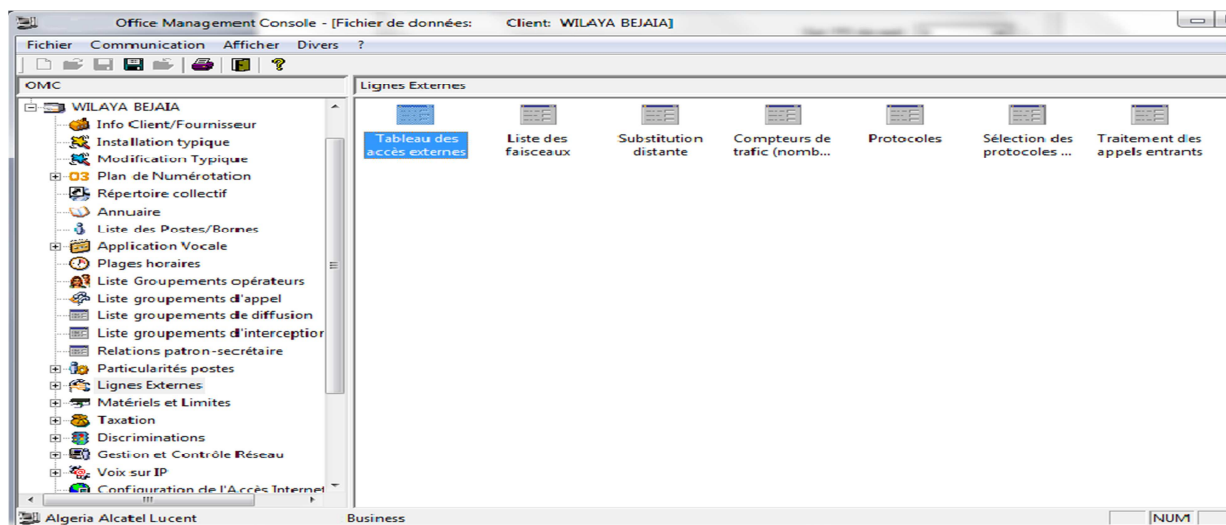 Office Management Console - [Fichier de données: Client: WILAYA BEJAIA]
Fichier Communication Afficher Divers ?
OMC
Lignes Externes
WILAYA BEJAIA
Info Client/Fournisseur
Installation typique
Modification Typique
03 Plan de Numérotation
Répertoire collectif
Annuaire
Liste des Postes/Bornes
Application Vocale
Plages horaires
Liste Groupements opérateurs
Liste groupements d'appel
Liste groupements de diffusion
Liste groupements d'interception
Relations patron-secrétaire
Particularités postes
Lignes Externes
Matériels et Limites
Taxation
Discriminations
Gestion et Contrôle Réseau
Voix sur IP
Configuration de l'Accès Internet
Tableau des accès externes
Liste des faisceaux
Substitution distante
Compteurs de trafic (nomb...
Protocoles
Sélection des protocoles ...
Traitement des appels entrants
Algeria Alcatel Lucent
Business
NUM